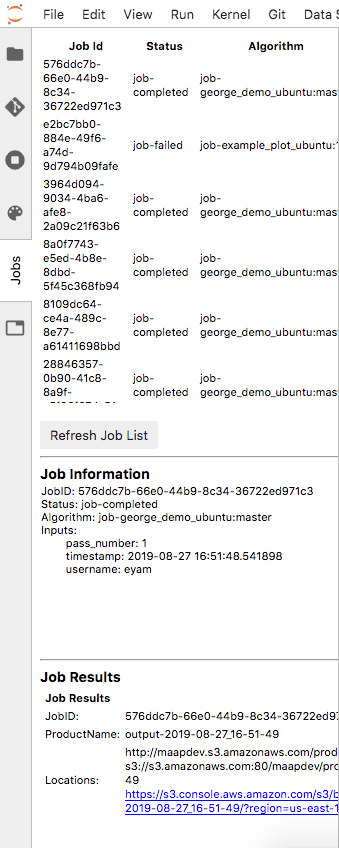 File Edit View Run Kernel Git Data
Job Id Status Algorithm
576ddc7b-
66e0-44b9-
8c34-
36722ed971c3
job-
completed
job-
george_demo_ubuntu:mas
e2bc7bb0-
884e-49f6-
a74d-
9d794b09fafe
job-failed
job-example_plot_ubuntu:
3964d094-
9034-4ba6-
afe8-
2a09c21f63b6
job-
completed
job-
george_demo_ubuntu:mas
8a0f7743-
e5ed-4b8e-
8dbd-
5f45c368fb94
job-
completed
job-
george_demo_ubuntu:mas
8109dc64-
ce4a-489c-
8e77-
a61411698bbd
job-
completed
job-
george_demo_ubuntu:mas
28846357-
0b90-41c8-
8a9f-
job-
completed
job-
george_demo_ubuntu:mas
Jobs
Refresh Job List
Job Information
JobID: 576ddc7b-66e0-44b9-8c34-36722ed971c3
Status: job-completed
Algorithm: job-george_demo_ubuntu:master
Inputs:
pass_number: 1
timestamp: 2019-08-27 16:51:48.541898
username: eyam
Job Results
Job Results
JobID: 576ddc7b-66e0-44b9-8c34-36722ed97
ProductName: output-2019-08-27_16-51-49
Locations:
http://maapdev.s3.amazonaws.com/prod
s3://s3.amazonaws.com:80/maapdev/pro
49
https://s3.console.aws.amazon.com/s3/b
2019-08-27_16-51-49/?region=us-east-1